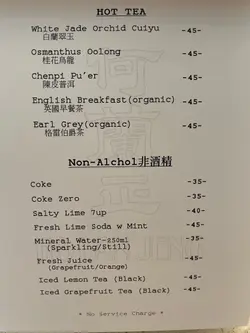 HOT TEA
White Jade Orchid Cuiyu -45-
白蘭翠玉
Osmanthus Oolong -45-
桂花烏龍
Chenpi Pu'er -45-
陳皮普洱
English Breakfast(organic) -45-
英國早餐茶
Earl Grey(organic) -45-
格雷伯爵茶
Non-Alchol非酒精
Coke -35-
Coke Zero -35-
Salty Lime 7up -40-
Fresh Lime Soda w Mint -45-
Mineral Water-250ml -35-
(Sparkling/Still)
Fresh Juice -45-
(Grapefruit/Orange)
Iced Lemon Tea (Black) -45-
Iced Grapefruit Tea (Black) -45-
* No Service Charge *